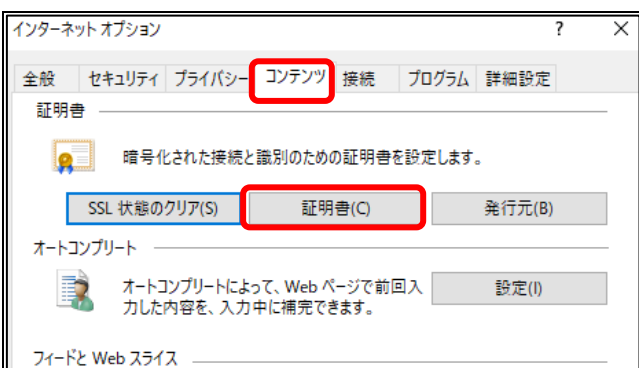 インターネット オプション ? ×
全般 セキュリティ プライバシー コンテンツ 接続 プログラム 詳細設定
証明書
暗号化された接続と識別のための証明書を設定します。
SSL 状態のクリア(S) 証明書(C) 発行元(B)
オートコンプリート
オートコンプリートによって、Web ページで前回入
力した内容を、入力中に補完できます。
設定(I)
フィードと Web スライス